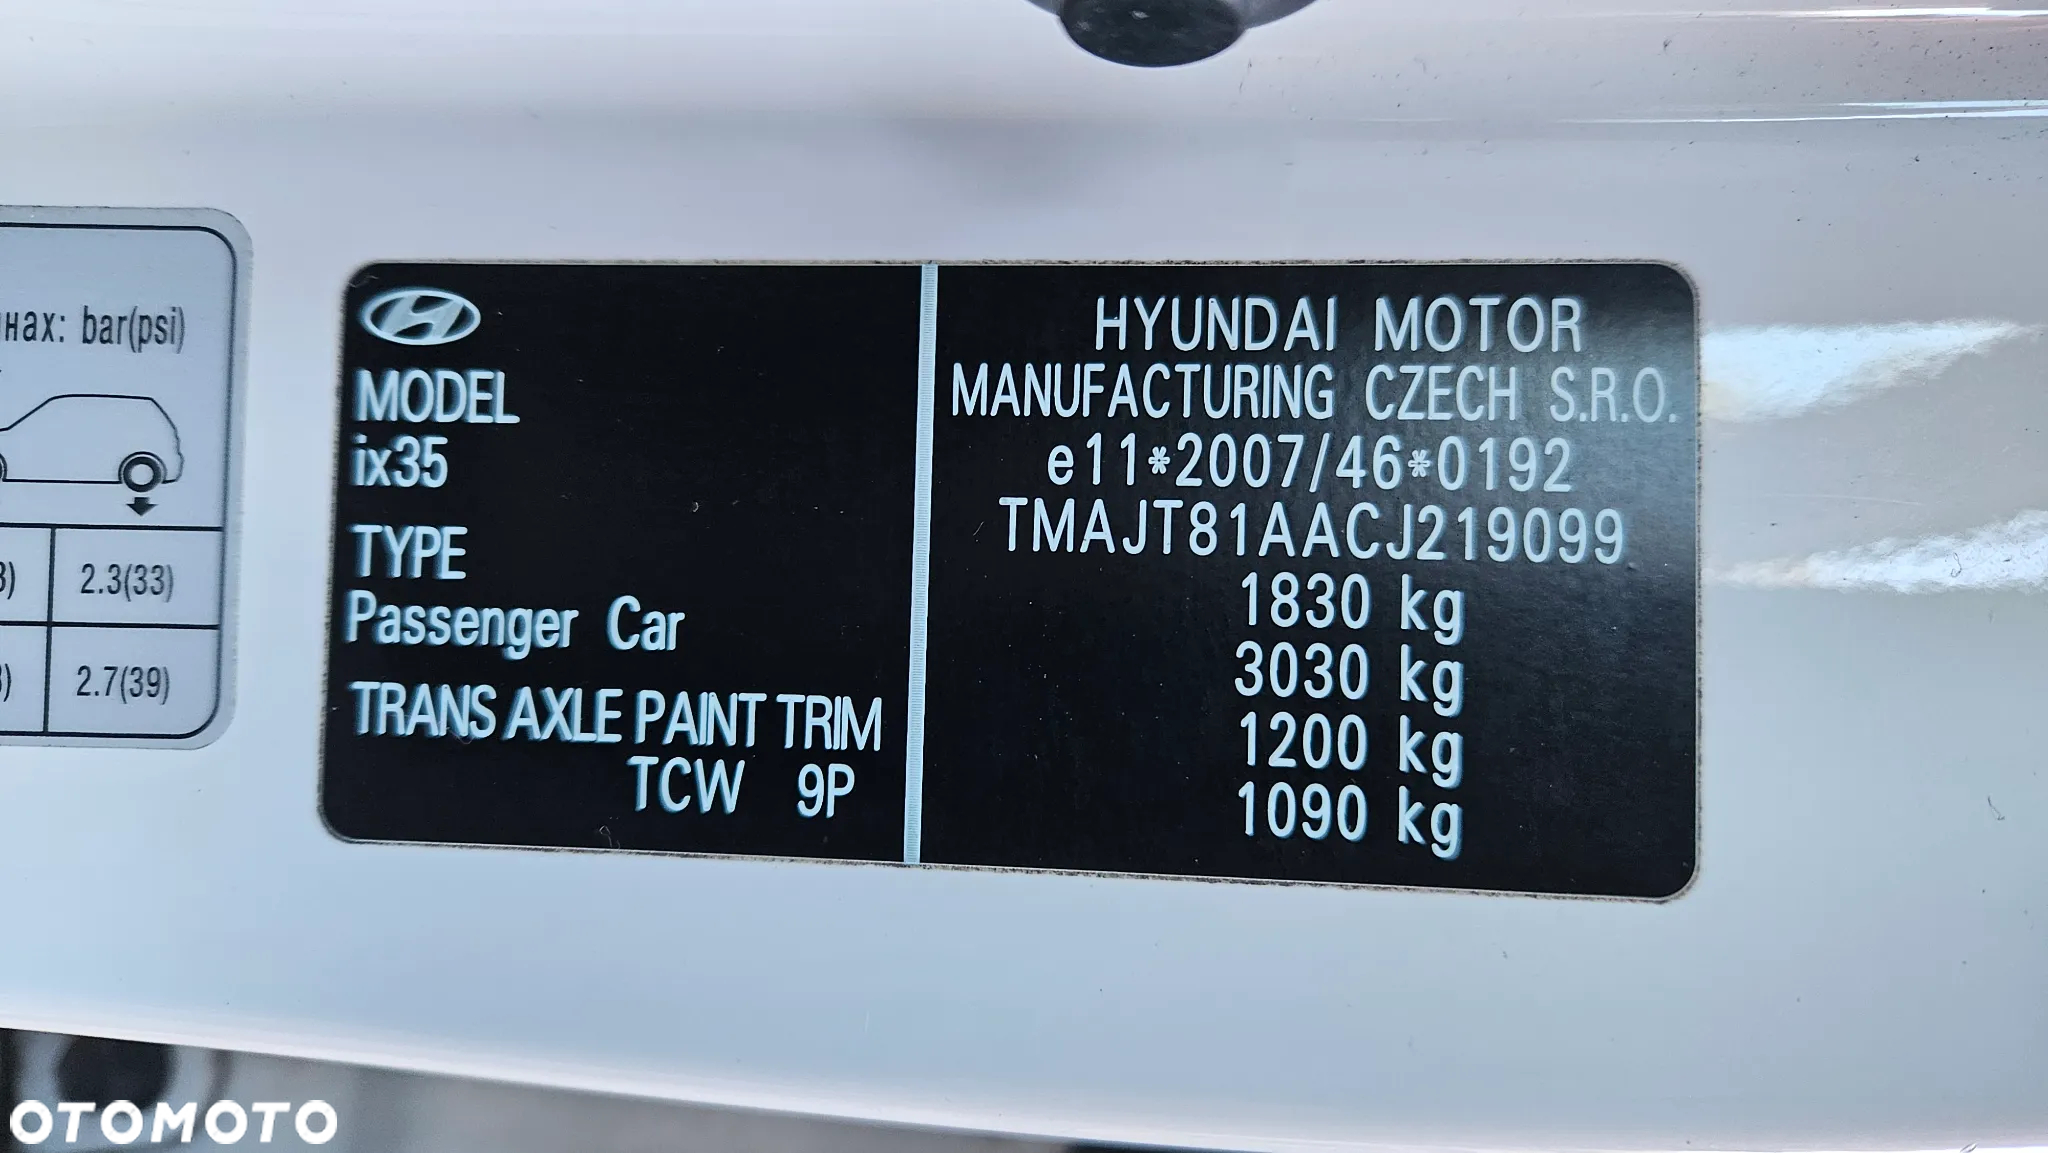 нах: bar(psi)
3) 2.3(33)
2.7(39)
MODEL
ix35
TYPE
Passenger Car
TRANS AXLE PAINT TRIM
TCW 9P
HYUNDAI MOTOR
MANUFACTURING CZECH S.R.O.
e11*2007/46*0192
TMAJT81AACJ219099
1830 kg
3030 kg
1200 kg
1090 kg
OTOMOTO